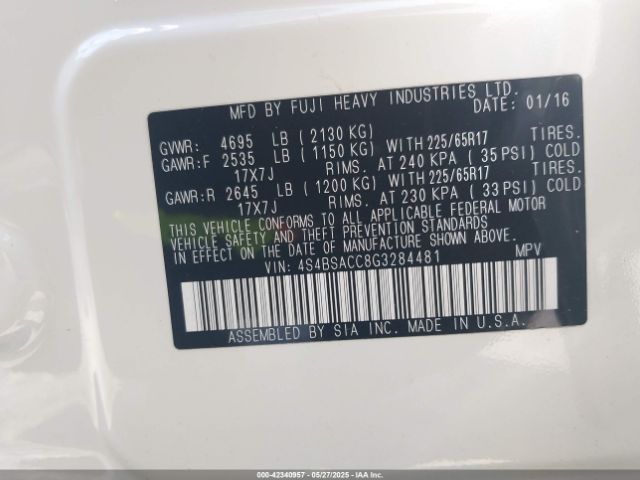 MFD BY FUJI HEAVY INDUSTRIES LTD.
DATE: 01/16
GVWR: 4695 LB (2130 KG)
GAWR:F 2535 LB (1150 KG) WITH 225/65R17 TIRES.
17X7J RIMS. AT 240 KPA (35 PSI) COLD
GAWR:R 2645 LB (1200 KG) WITH 225/65R17 TIRES.
17X7J RIMS. AT 230 KPA (33 PSI) COLD
THIS VEHICLE CONFORMS TO ALL APPLICABLE FEDERAL MOTOR
VEHICLE SAFETY AND THEFT PREVENTION STANDARDS
IN EFFECT ON THE DATE OF MANUFACTURE SHOWN ABOVE.
VIN: 4S4BSACC8G3284481 MPV
ASSEMBLED BY SIA INC. MADE IN U.S.A.
000-42340957 - 05/27/2025 - IAAI.COM